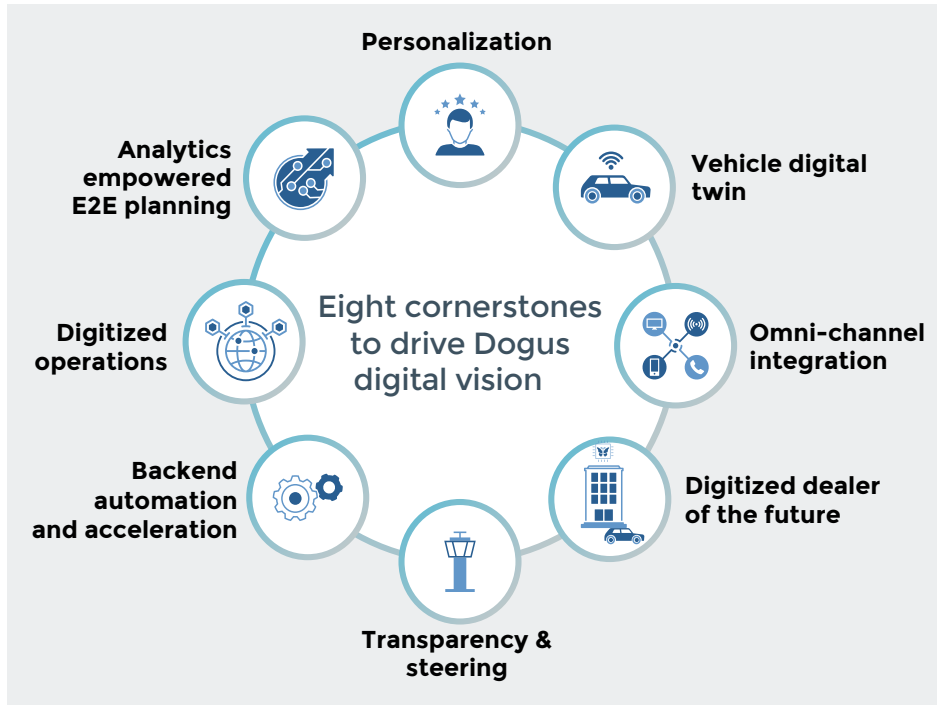 Personalization
Vehicle digital
twin
Omni-channel
integration
Digitized dealer
of the future
Transparency &
steering
Backend
automation
and acceleration
Digitized
operations
Analytics
empowered
E2E planning
Eight cornerstones
to drive Dogus
digital vision